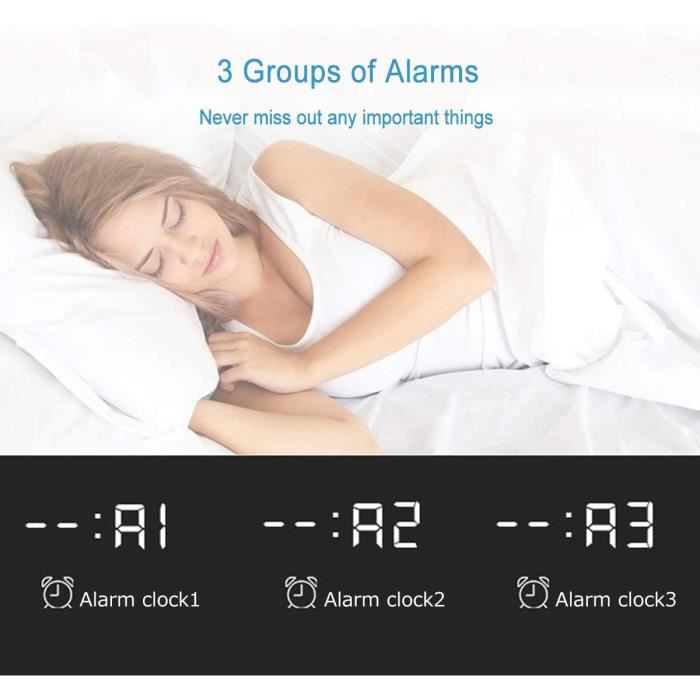 3 Groups of Alarms
Never miss out any important things
--:A1 --:A2 --:A3
Alarm clock1 Alarm clock2 Alarm clock3